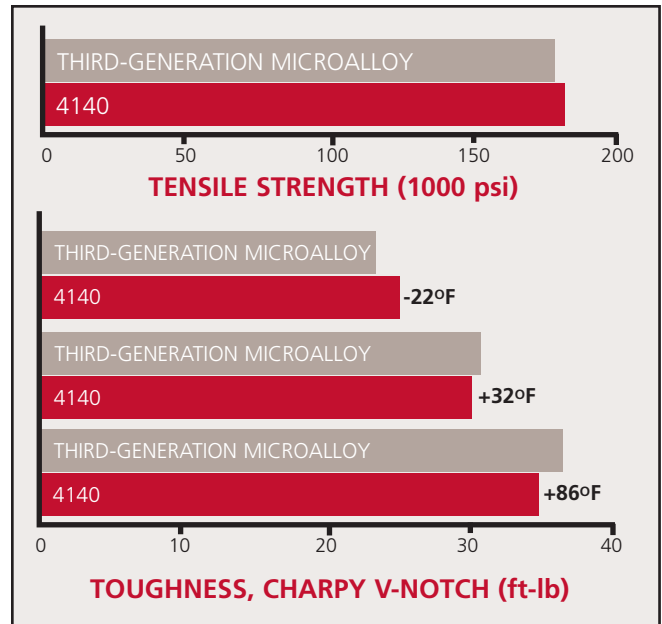 THIRD-GENERATION MICROALLOY
4140
0 50 100 150 200
TENSILE STRENGTH (1000 psi)
THIRD-GENERATION MICROALLOY
4140 -22ºF
THIRD-GENERATION MICROALLOY
4140 +32ºF
THIRD-GENERATION MICROALLOY
4140 +86ºF
0 10 20 30 40
TOUGHNESS, CHARPY V-NOTCH (ft-lb)